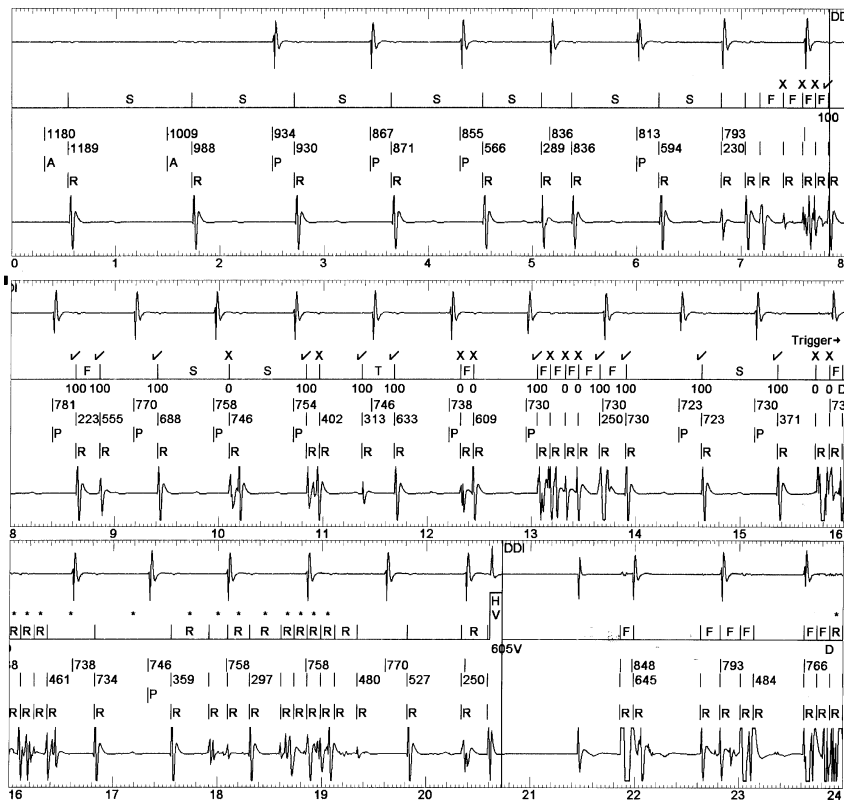 DD
S S S S S S S F F F F
X X X ✓
100
1180 1009 934 867 855 836 813 793
1189 988 930 871 566 289 836 594 230
A A P P P P
R R R R R R R R R R R R R R R
0 1 2 3 4 5 6 7 8
DI
Trigger→
✓ ✓ ✓ X ✓ X ✓ ✓ X X ✓ X X X ✓ ✓ ✓ ✓ X X
F S S T F F F F F F S F
100 100 100 0 100 0 100 100 0 0 100 100 0 0 100 100 100 100 0 0 D
781 770 758 754 746 738 730 730 723 730 73
223 555 688 746 402 313 633 609 250 730 723 371
P P P P P P P P
R R R R R R R R R R R R R R R R R R R R R
8 9 10 11 12 13 14 15 16
DDI
* * * * * * * * * * * *
R R R R R R R R R R R R H F F F F F F R
V
605V D
38 738 746 758 758 770 848 793 766
461 734 359 297 480 527 250 645 484
P
R R R R R R R R R R R R R R R R R R R R R R R R R R R
16 17 18 19 20 21 22 23 24